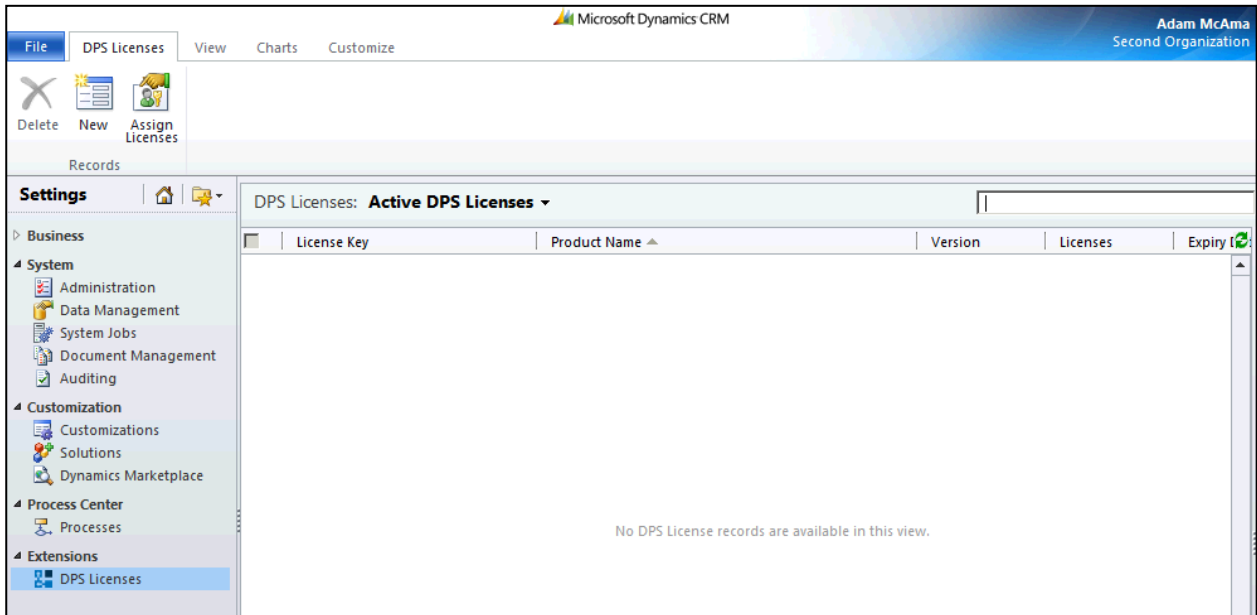 Microsoft Dynamics CRM
Adam McAma
Second Organization
File DPS Licenses View Charts Customize
Delete New Assign Licenses
Records
Settings
DPS Licenses: Active DPS Licenses
License Key Product Name Version Licenses Expiry
Business
System
Administration
Data Management
System Jobs
Document Management
Auditing
Customization
Customizations
Solutions
Dynamics Marketplace
Process Center
Processes
No DPS License records are available in this view.
Extensions
DPS Licenses